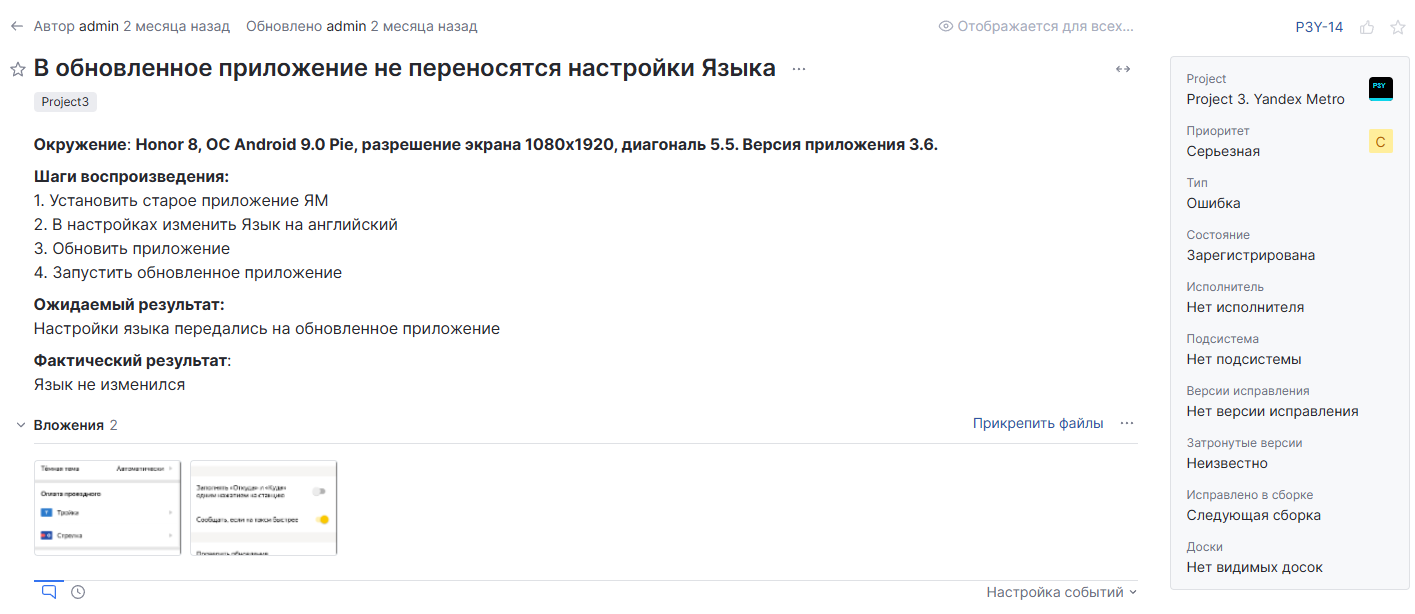 Автор admin 2 месяца назад Обновлено admin 2 месяца назад Отображается для всех...
P3Y-14
В обновленное приложение не переносятся настройки Языка
Project3
Окружение: Honor 8, ОС Android 9.0 Pie, разрешение экрана 1080x1920, диагональ 5.5. Версия приложения 3.6.
Шаги воспроизведения:
1. Установить старое приложение ЯМ
2. В настройках изменить Язык на английский
3. Обновить приложение
4. Запустить обновленное приложение
Ожидаемый результат:
Настройки языка передались на обновленное приложение
Фактический результат:
Язык не изменился
Вложения 2
Прикрепить файлы
Тёмная тема Автоматически
Оплата проездного
Тройка
Стрелка
Заполнять «Откуда» и «Куда»
одним нажатием на станцию
Сообщать, если на такси быстрее
Проверить обновления
Настройка событий
Project
Project 3. Yandex Metro
P3Y
Приоритет
Серьезная
С
Тип
Ошибка
Состояние
Зарегистрирована
Исполнитель
Нет исполнителя
Подсистема
Нет подсистемы
Версии исправления
Нет версии исправления
Затронутые версии
Неизвестно
Исправлено в сборке
Следующая сборка
Доски
Нет видимых досок